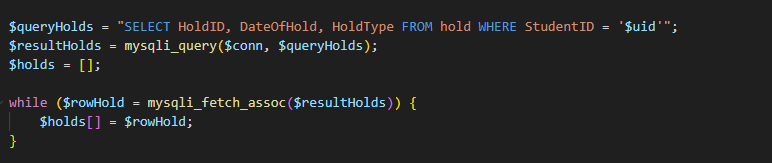 $queryHolds = "SELECT HoldID, DateOfHold, HoldType FROM hold WHERE StudentID = '$uid'";
$resultHolds = mysqli_query($conn, $queryHolds);
$holds = [];
while ($rowHold = mysqli_fetch_assoc($resultHolds)) {
$holds[] = $rowHold;
}